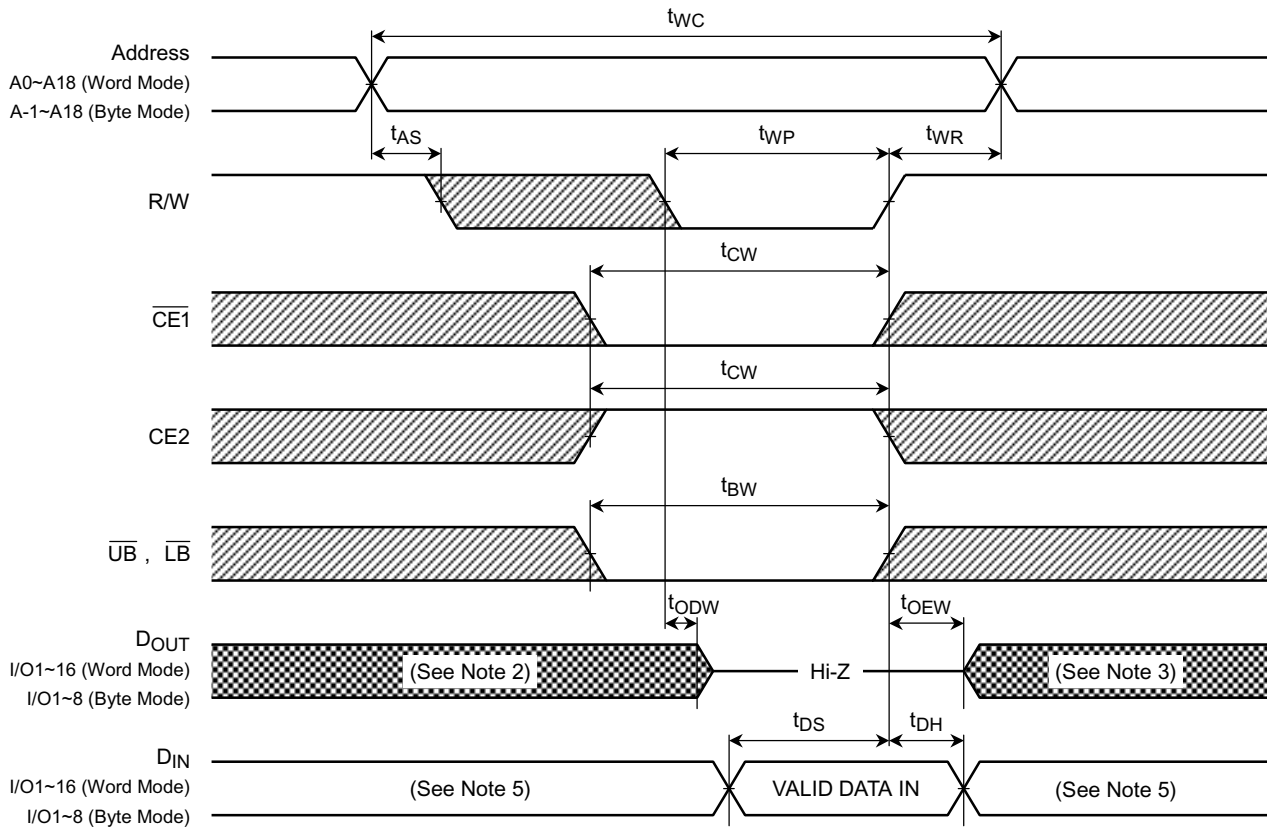 tWC
Address
A0~A18 (Word Mode)
A-1~A18 (Byte Mode)
tAS
tWP
tWR
R/W
tCW
CE1
tCW
CE2
tBW
UB , LB
tODW
tOEW
DOUT
I/O1~16 (Word Mode)
I/O1~8 (Byte Mode)
(See Note 2)
Hi-Z
(See Note 3)
tDS
tDH
DIN
I/O1~16 (Word Mode)
I/O1~8 (Byte Mode)
(See Note 5)
VALID DATA IN
(See Note 5)